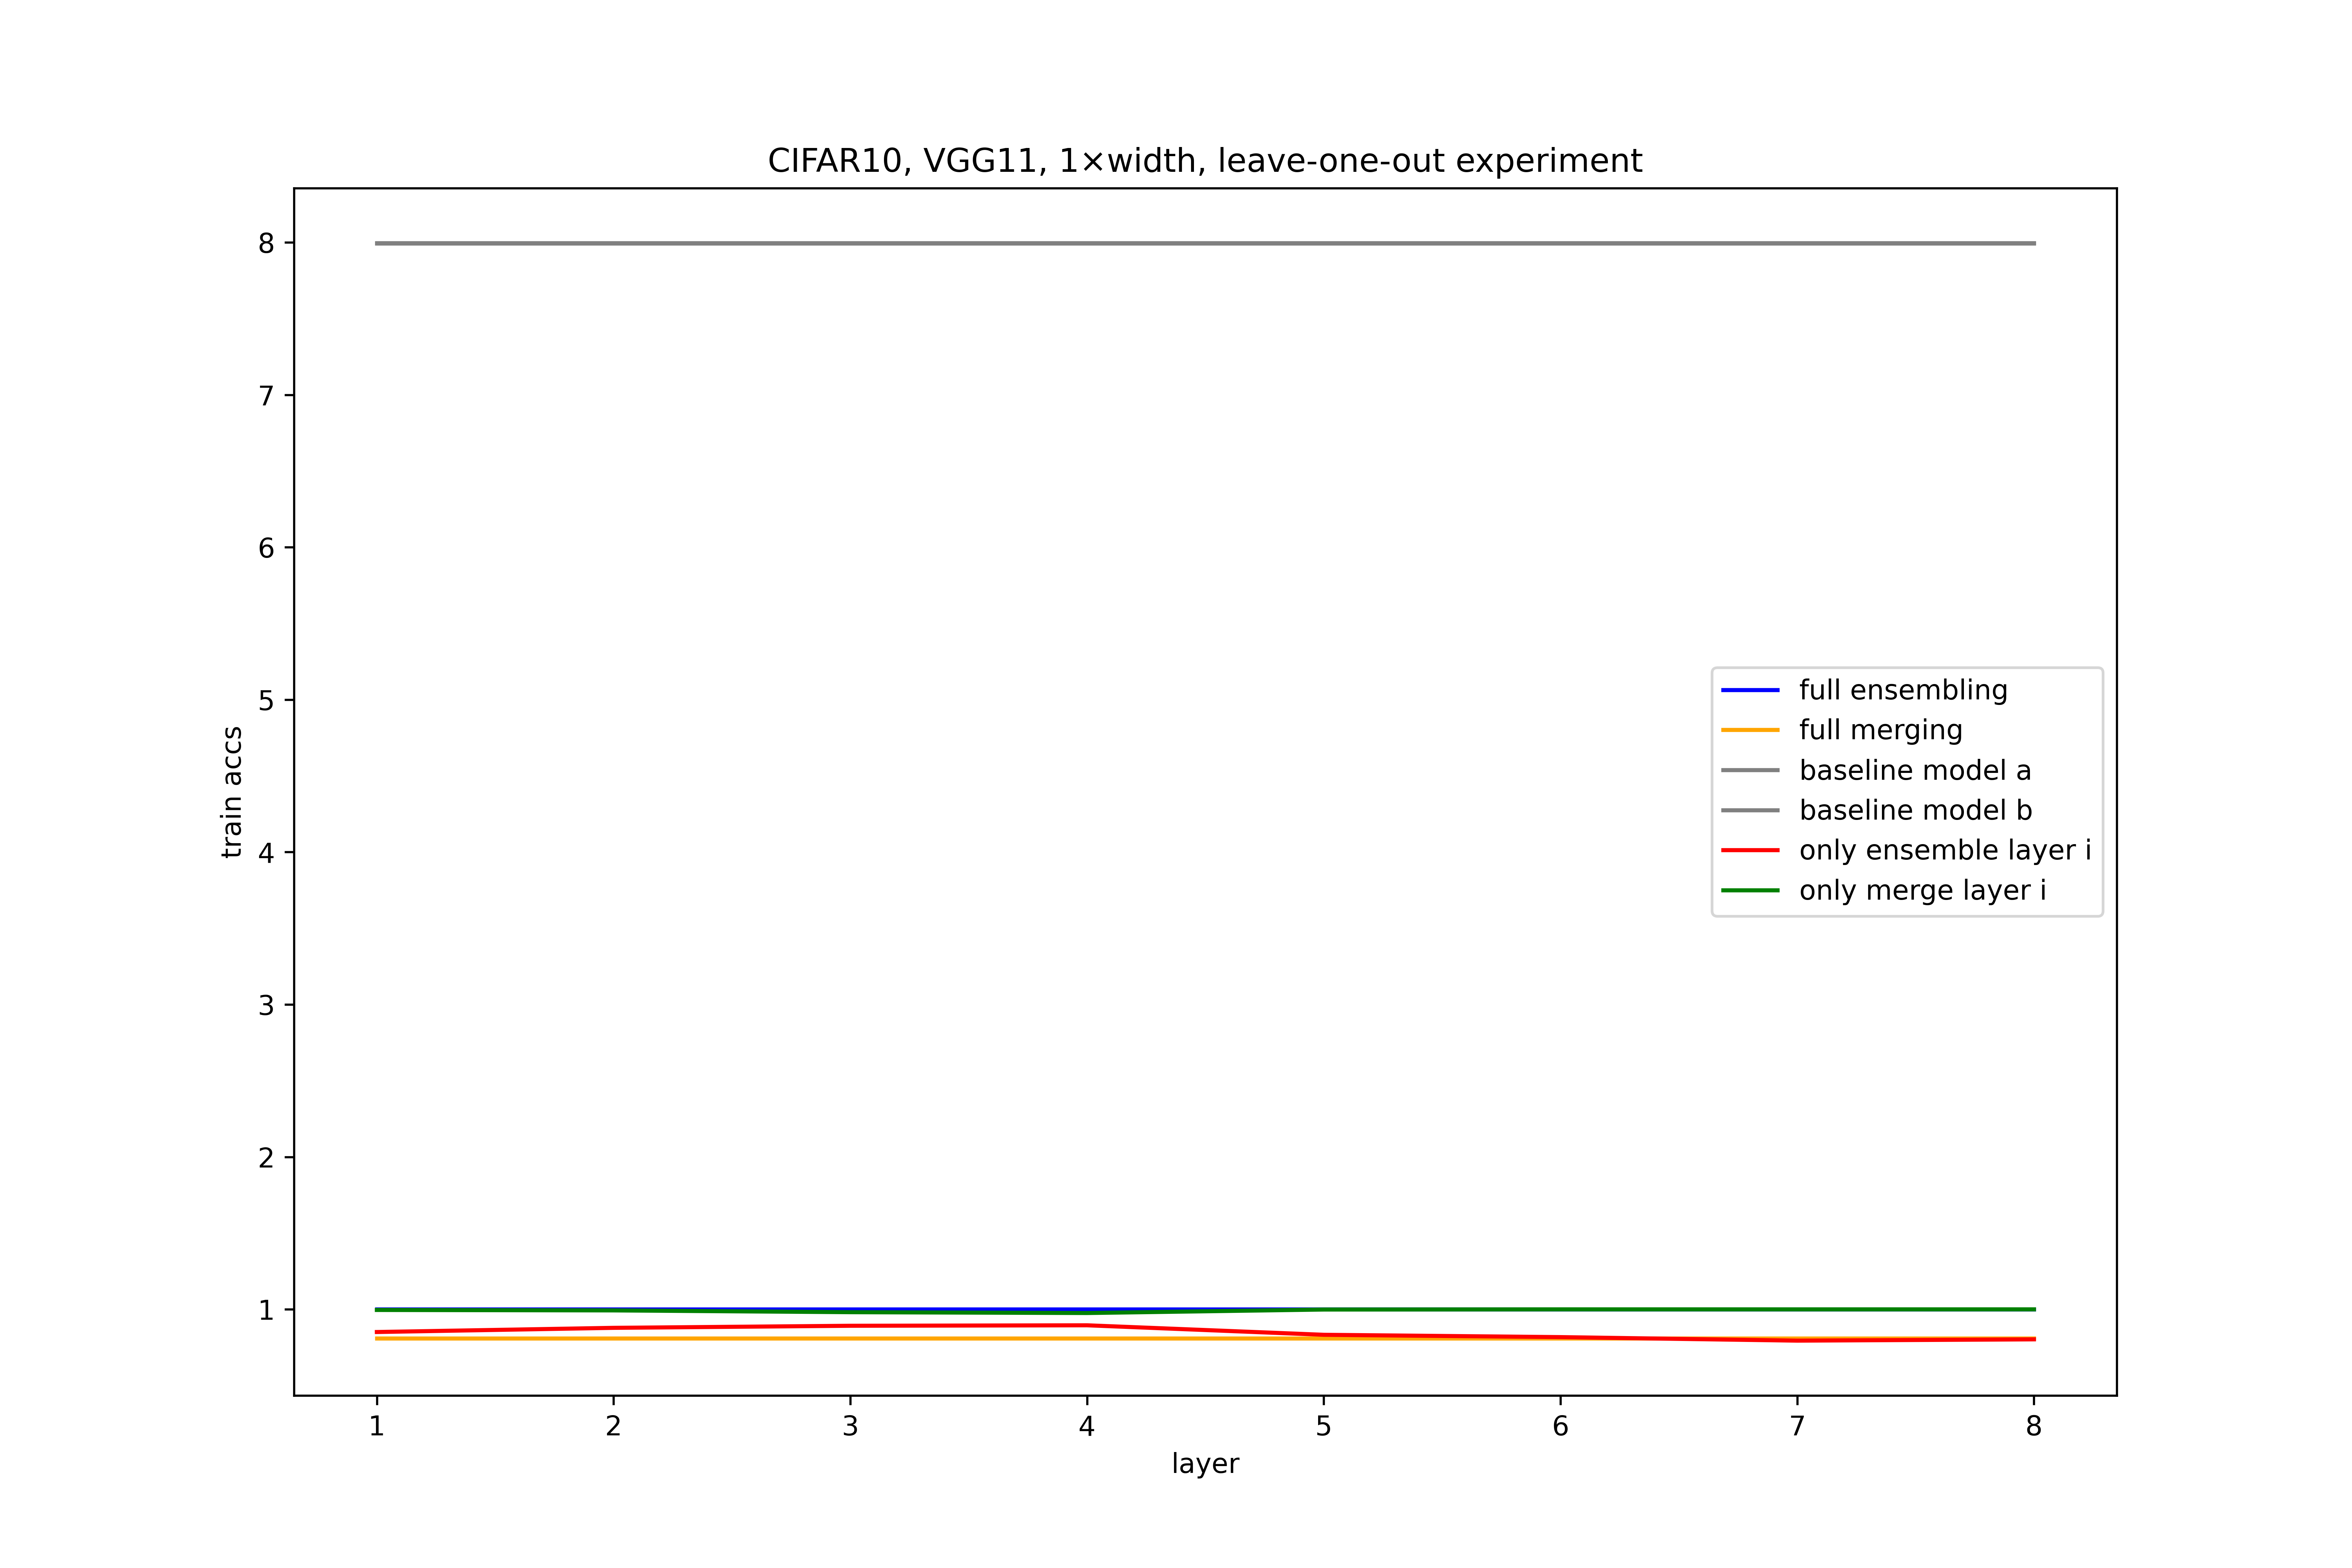 CIFAR10, VGG11, 1×width, leave-one-out experiment
8
7
6
5
4
3
2
1
train accs
full ensembling
full merging
baseline model a
baseline model b
only ensemble layer i
only merge layer i
1 2 3 4 5 6 7 8
layer